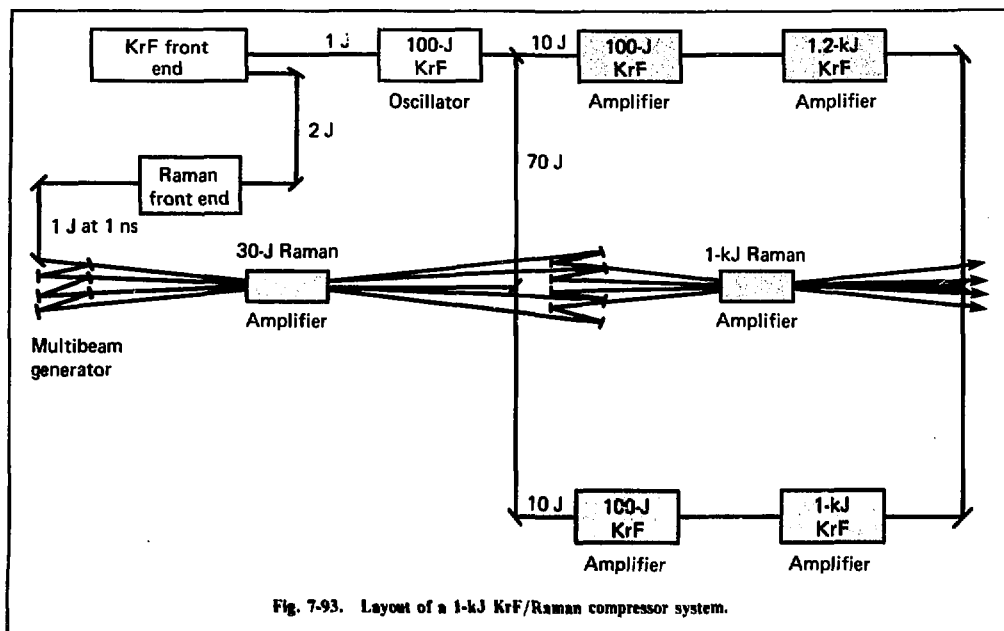 KrF front
end
1 J
100-J
KrF
Oscillator
10 J
100-J
KrF
Amplifier
1.2-kJ
KrF
Amplifier
2 J
70 J
Raman
front end
1 J at 1 ns
30-J Raman
Amplifier
1-kJ Raman
Amplifier
Multibeam
generator
10 J
100-J
KrF
Amplifier
1-kJ
KrF
Amplifier
Fig. 7-93. Layout of a 1-kJ KrF/Raman compressor system.